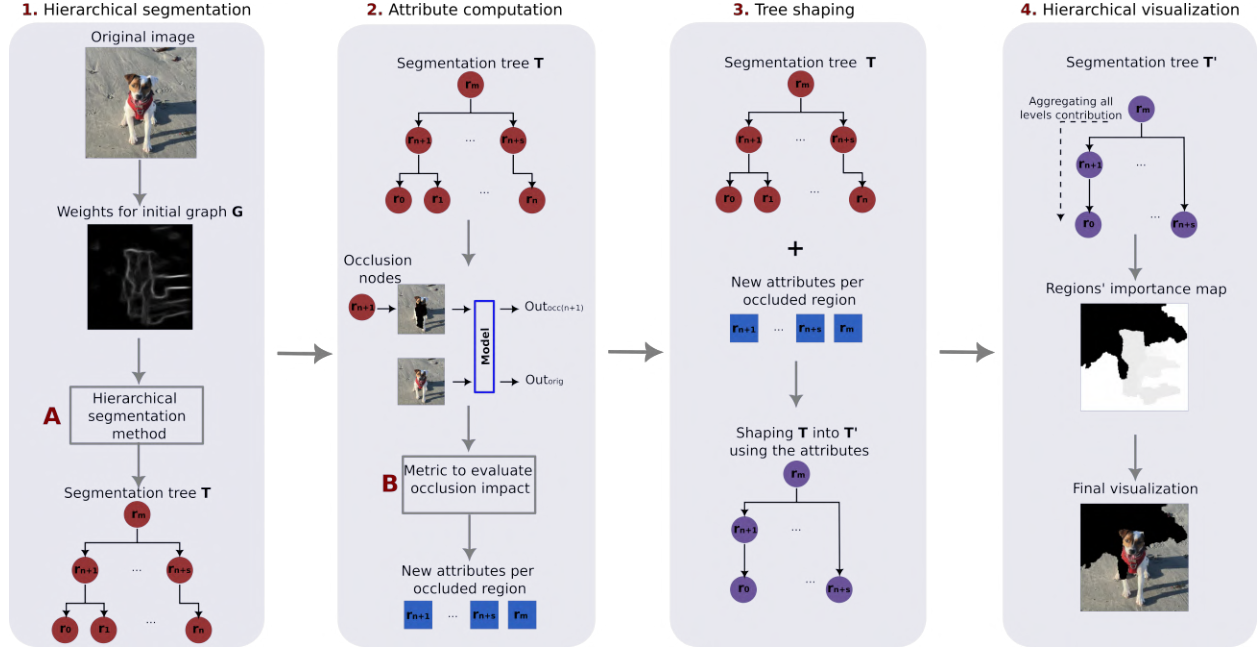 1. Hierarchical segmentation
Original image
Weights for initial graph G
A
Hierarchical
segmentation
method
Segmentation tree T
rm
rn+1
...
rn+s
r0
r1
...
rn
2. Attribute computation
Segmentation tree T
rm
rn+1
...
rn+s
r0
r1
...
rn
Occlusion
nodes
rn+1
Model
Outocc(n+1)
Outorig
B
Metric to evaluate
occlusion impact
New attributes per
occluded region
rn+1
...
rn+s
rm
3. Tree shaping
Segmentation tree T
rm
rn+1
...
rn+s
r0
r1
...
rn
+
New attributes per
occluded region
rn+1
...
rn+s
rm
Shaping T into T'
using the attributes
rm
rn+1
...
r0
...
rn+s
4. Hierarchical visualization
Segmentation tree T'
Aggregating all
levels contribution
rm
rn+1
...
r0
...
rn+s
Regions' importance map
Final visualization